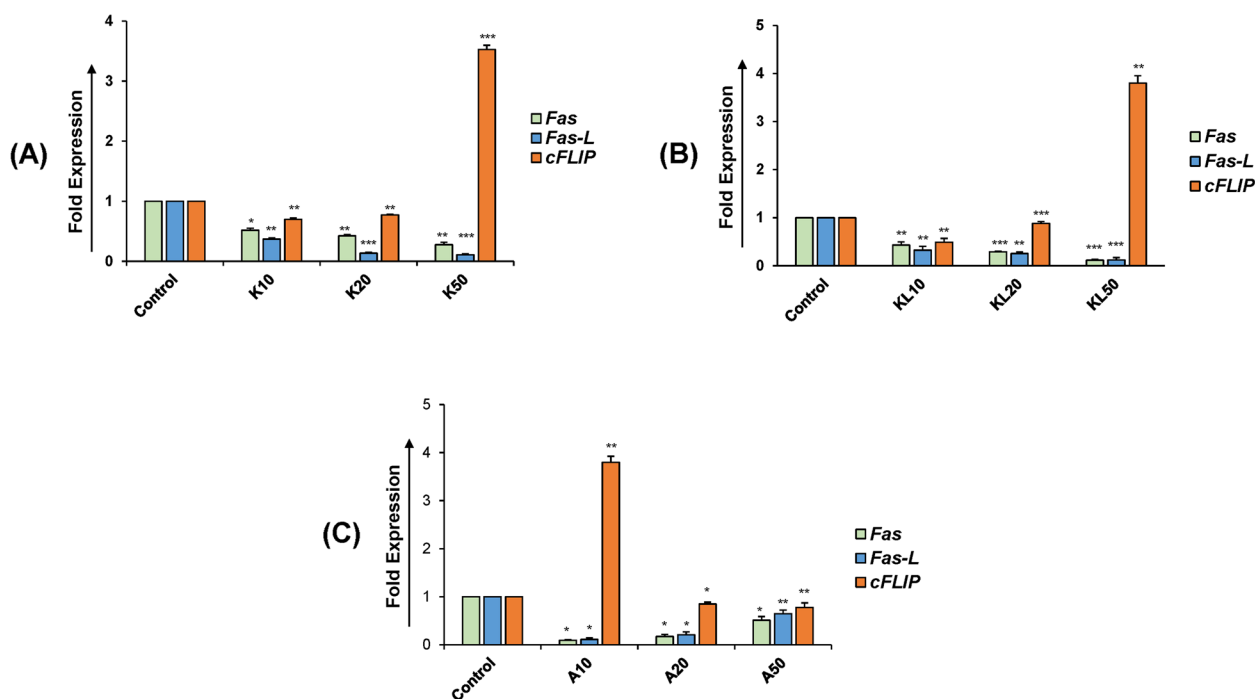 (A)
Fold Expression
4
3
2
1
0
***
* ** **
** *** **
** ***
Control K10 K20 K50
Fas
Fas-L
cFLIP
(B)
Fold Expression
5
4
3
2
1
0
**
** ** **
*** ** ***
*** ***
Control KL10 KL20 KL50
Fas
Fas-L
cFLIP
(C)
Fold Expression
5
4
3
2
1
0
**
* *
* * *
* ** **
Control A10 A20 A50
Fas
Fas-L
cFLIP